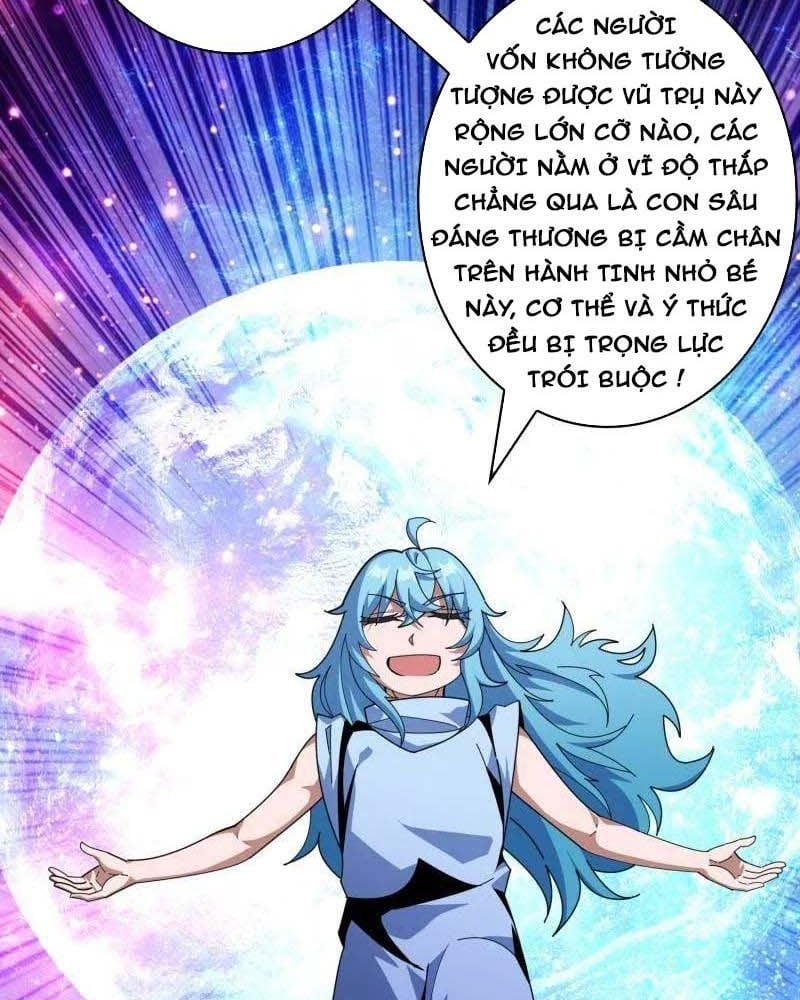 CÁC NGƯỜI
VỐN KHÔNG TƯỞNG
TƯỢNG ĐƯỢC VŨ TRỤ NÀY
RỘNG LỚN CỠ NÀO, CÁC
NGƯỜI NẰM Ở VĨ ĐỘ THẤP
CHẲNG QUA LÀ CON SÂU
ĐÁNG THƯƠNG BỊ CẦM CHÂN
TRÊN HÀNH TINH NHỎ BÉ
NÀY, CƠ THỂ VÀ Ý THỨC
ĐỀU BỊ TRỌNG LỰC
TRÓI BUỘC !